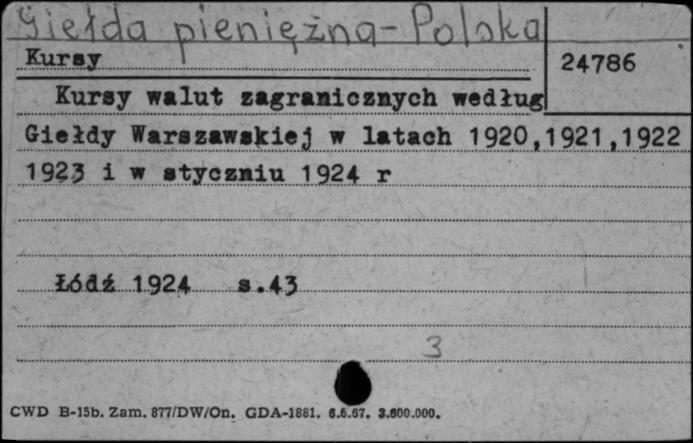 Giełda pieniężna - Polska
Kursy
24786
Kursy walut zagranicznych według
Giełdy Warszawskiej w latach 1920,1921,1922
1923 i w styczniu 1924 r
Łódź 1924 s.43
3
CWD B-15b. Zam. 877/DW/On. GDA-1881. 6.6.67. 3.600.000.